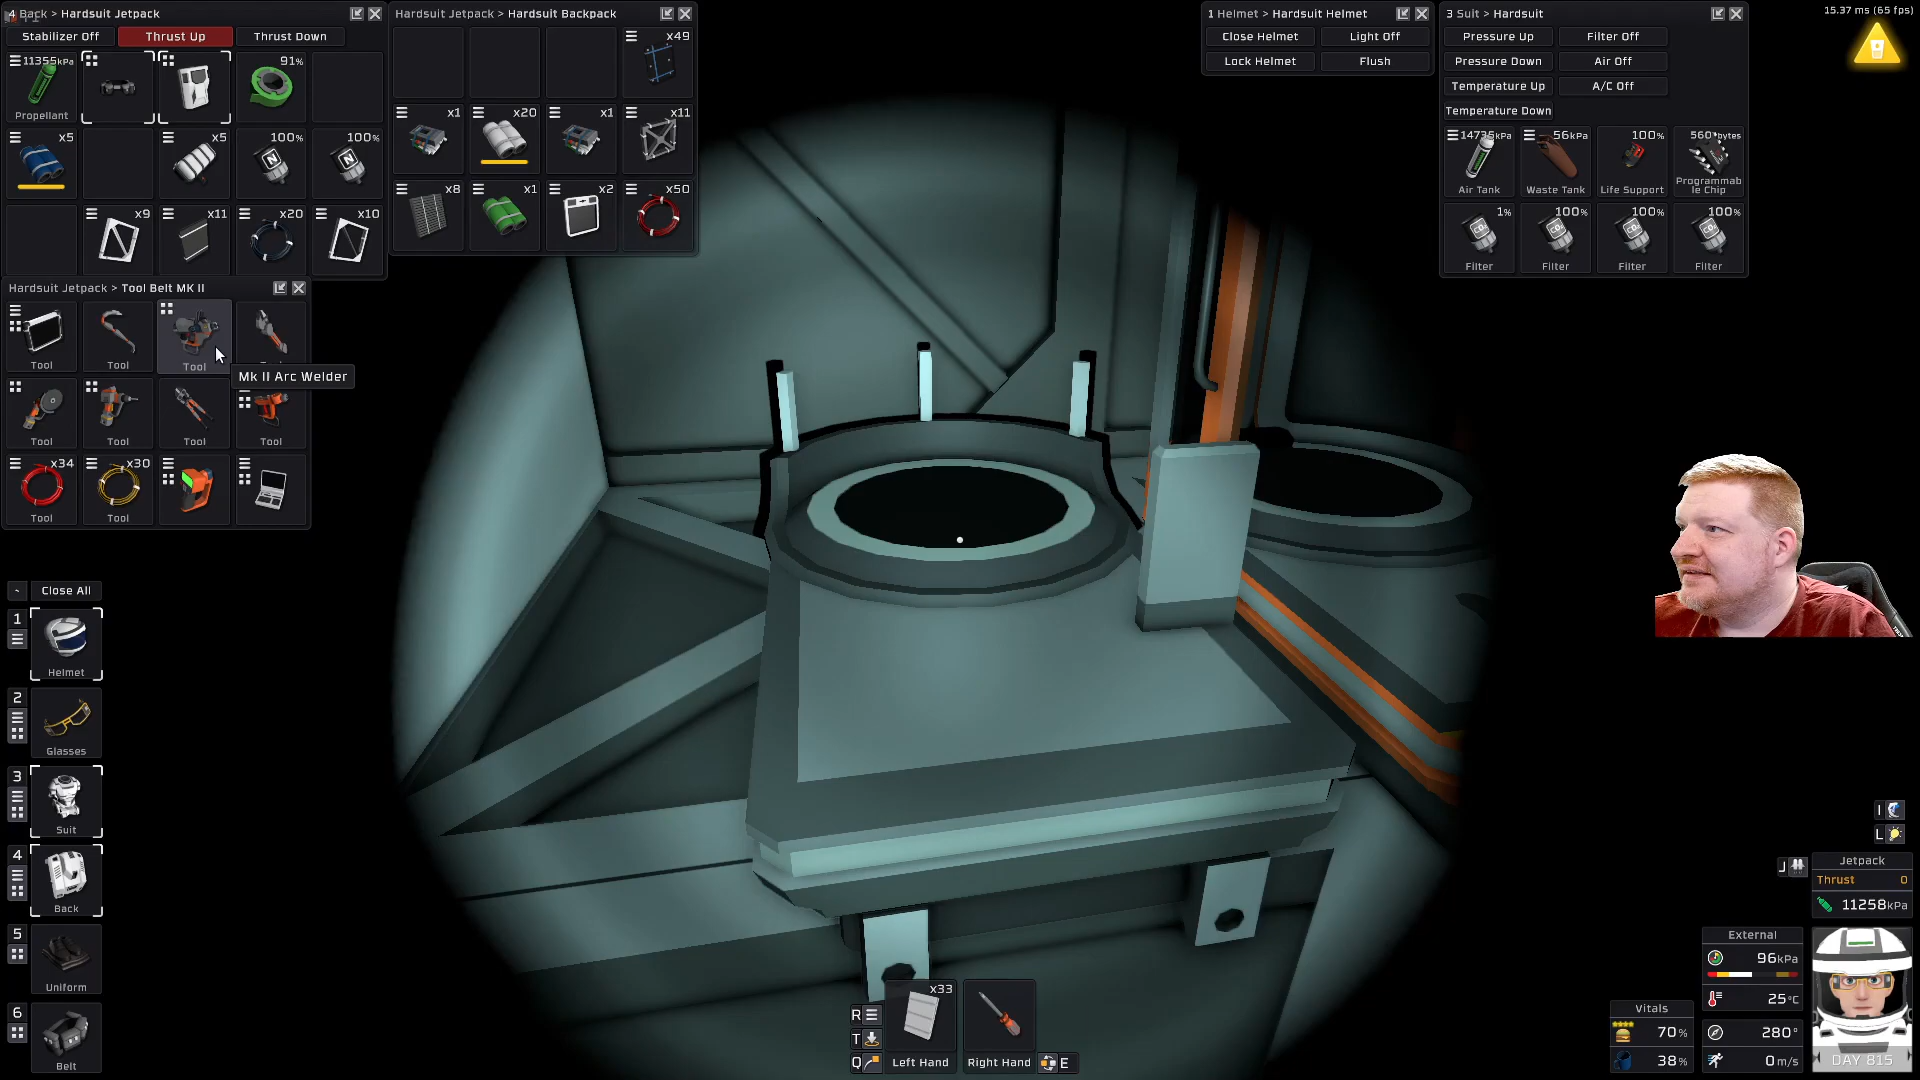 4 Back > Hardsuit Jetpack
Stabilizer Off
Thrust Up
Thrust Down
11355kPa
Propellant
91%
x5
x5
100%
N
100%
N
x9
x11
x20
x10
Hardsuit Jetpack > Hardsuit Backpack
x49
x1
x20
x1
x11
x8
x1
x2
x50
Hardsuit Jetpack > Tool Belt MK II
Tool
Tool
Tool
Mk II Arc Welder
Tool
Tool
Tool
Tool
x34
Tool
x30
Tool
1 Helmet > Hardsuit Helmet
Close Helmet
Light Off
Lock Helmet
Flush
3 Suit > Hardsuit
Pressure Up
Filter Off
Pressure Down
Air Off
Temperature Up
A/C Off
Temperature Down
14735kPa
Air Tank
56kPa
Waste Tank
100%
Life Support
560 bytes
Programmab
le Chip
1%
CO₂
Filter
100%
CO₂
Filter
100%
CO₂
Filter
100%
CO₂
Filter
15.37 ms (65 fps)
~
Close All
1
Helmet
2
Glasses
3
Suit
4
Back
5
Uniform
6
Belt
R
T
Q
x33
Left Hand
Right Hand
E
I
L
J
Jetpack
Thrust 0
11258kPa
External
96kPa
25°C
280°
0m/s
Vitals
70%
38%
DAY 815